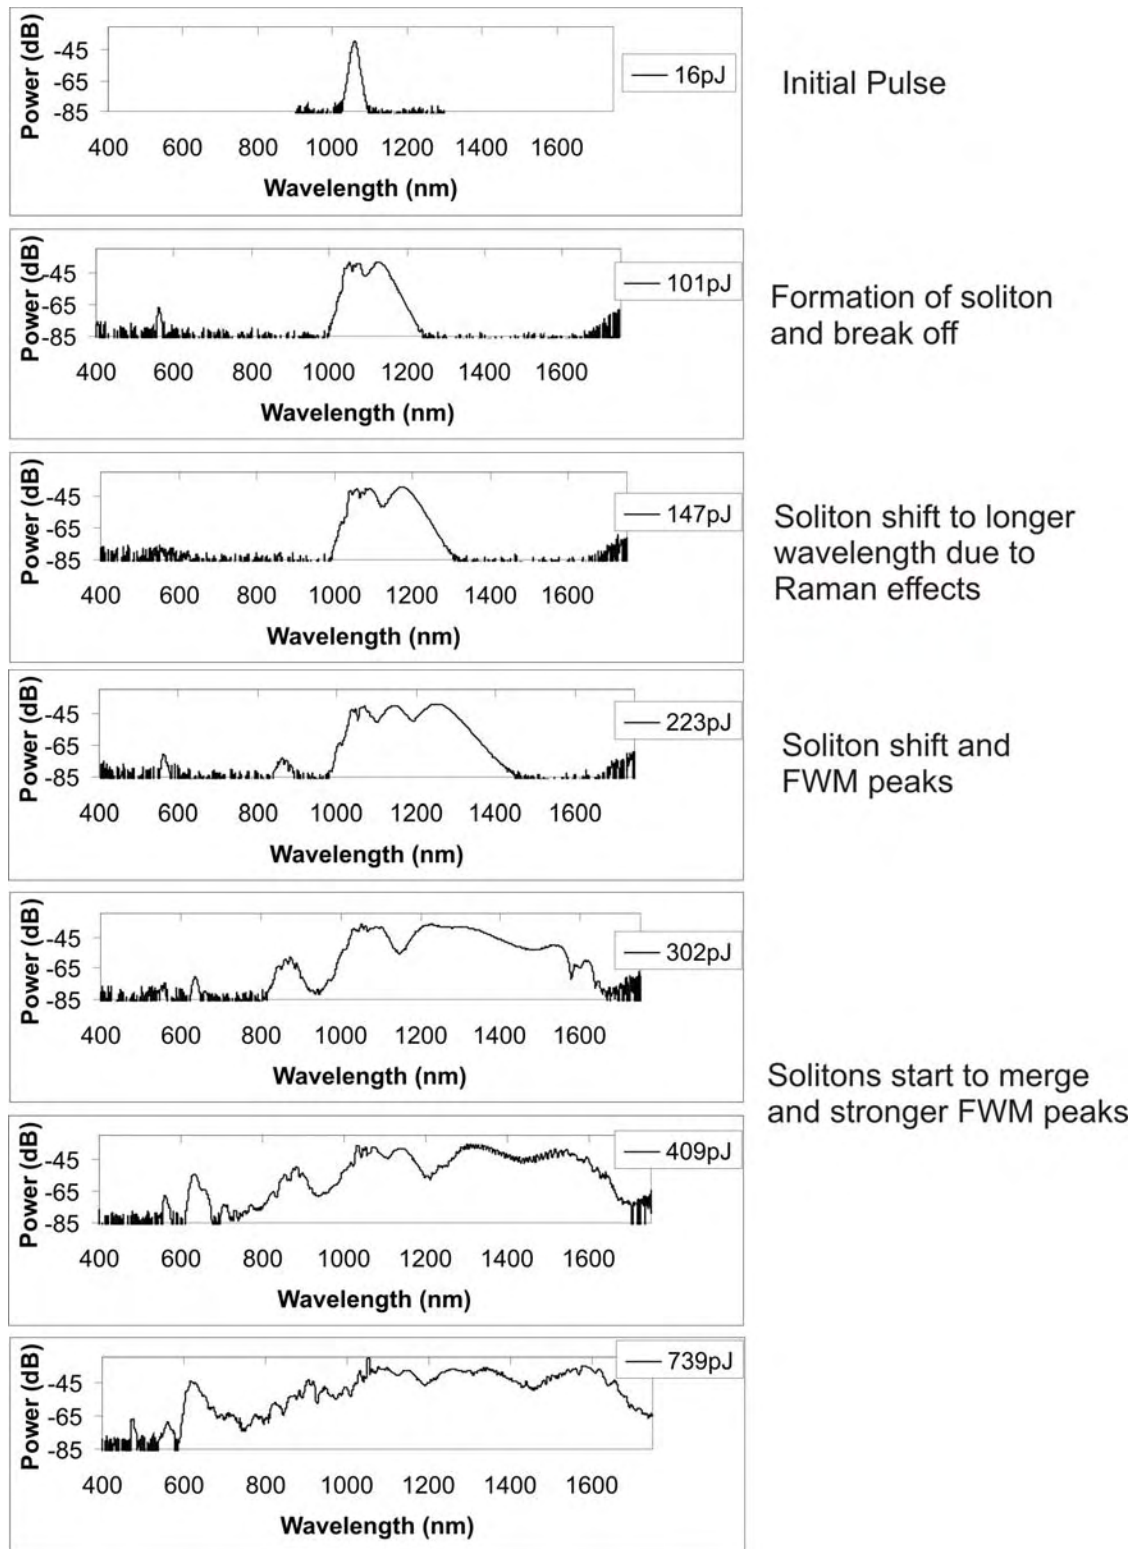 Power (dB)
-45
-65
-85
16pJ
Initial Pulse
400 600 800 1000 1200 1400 1600
Wavelength (nm)
Power (dB)
-45
-65
-85
101pJ
Formation of soliton
and break off
400 600 800 1000 1200 1400 1600
Wavelength (nm)
Power (dB)
-45
-65
-85
147pJ
Soliton shift to longer
wavelength due to
Raman effects
400 600 800 1000 1200 1400 1600
Wavelength (nm)
Power (dB)
-45
-65
-85
223pJ
Soliton shift and
FWM peaks
400 600 800 1000 1200 1400 1600
Wavelength (nm)
Power (dB)
-45
-65
-85
302pJ
400 600 800 1000 1200 1400 1600
Wavelength (nm)
Solitons start to merge
and stronger FWM peaks
Power (dB)
-45
-65
-85
409pJ
400 600 800 1000 1200 1400 1600
Wavelength (nm)
Power (dB)
-45
-65
-85
739pJ
400 600 800 1000 1200 1400 1600
Wavelength (nm)